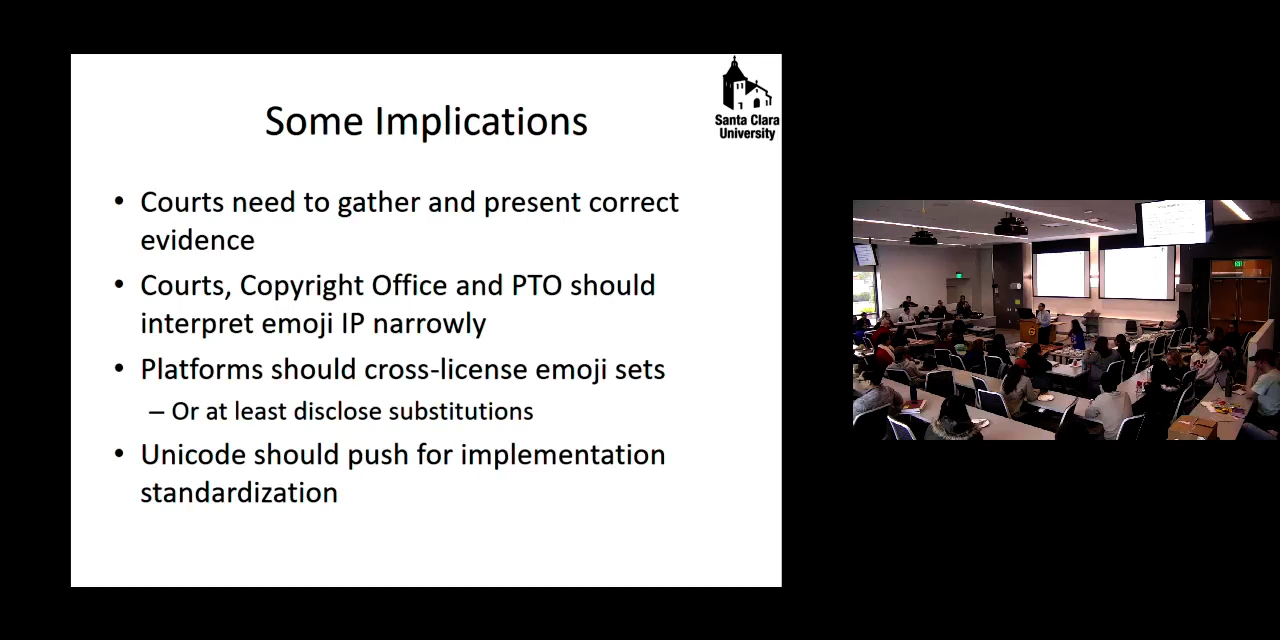 Some Implications
Santa Clara
University
• Courts need to gather and present correct
evidence
• Courts, Copyright Office and PTO should
interpret emoji IP narrowly
• Platforms should cross-license emoji sets
– Or at least disclose substitutions
• Unicode should push for implementation
standardization